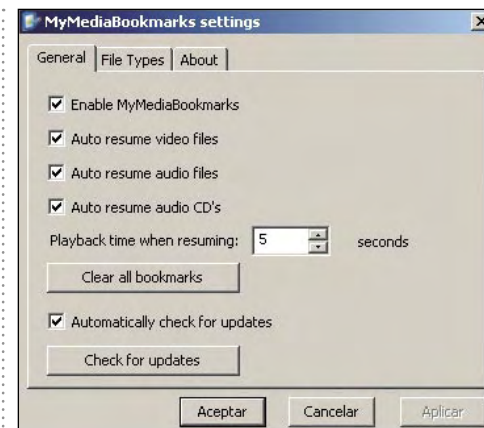 MyMediaBookmarks settings
General File Types About
Enable MyMediaBookmarks
Auto resume video files
Auto resume audio files
Auto resume audio CD's
Playback time when resuming: 5 seconds
Clear all bookmarks
Automatically check for updates
Check for updates
Aceptar Cancelar Aplicar